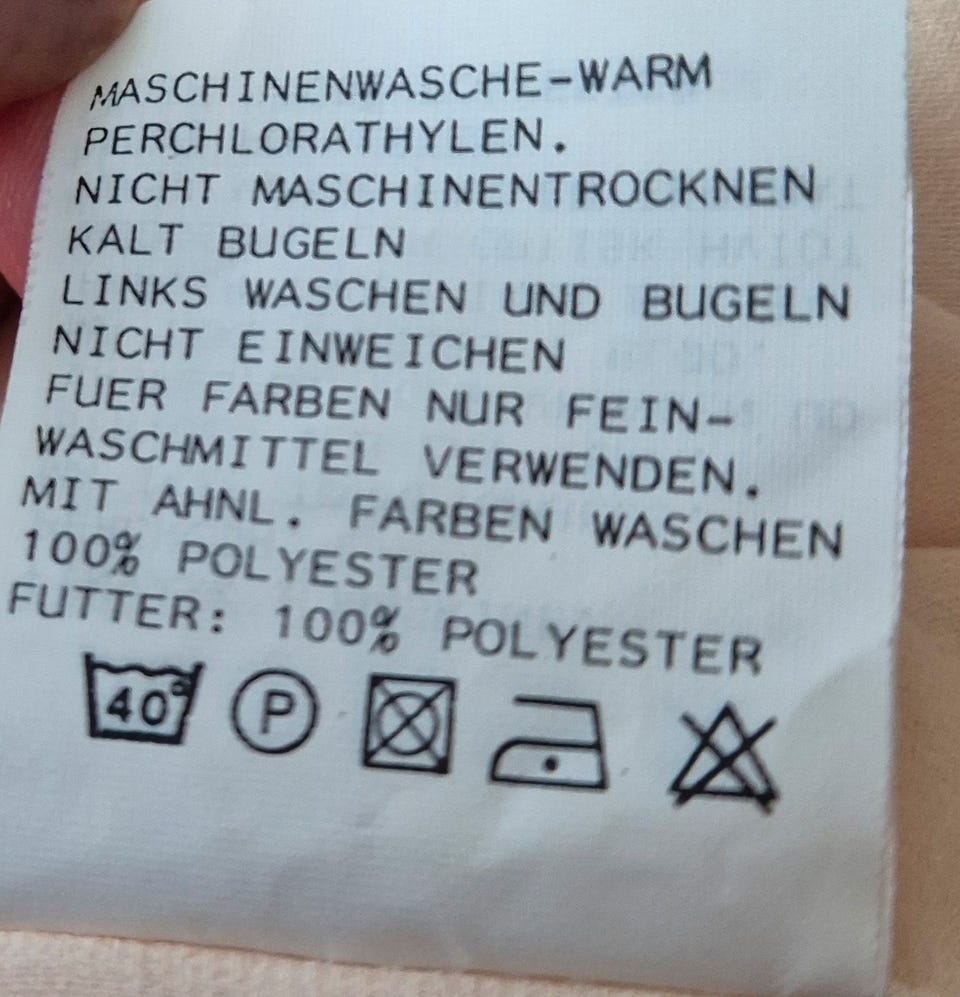 MASCHINENWASCHE-WARM
PERCHLORATHYLEN.
NICHT MASCHINENTROCKNEN
KALT BUGELN
LINKS WASCHEN UND BUGELN
NICHT EINWEICHEN
FUER FARBEN NUR FEIN-
WASCHMITTEL VERWENDEN.
MIT AHNL. FARBEN WASCHEN
100% POLYESTER
FUTTER: 100% POLYESTER
40° P